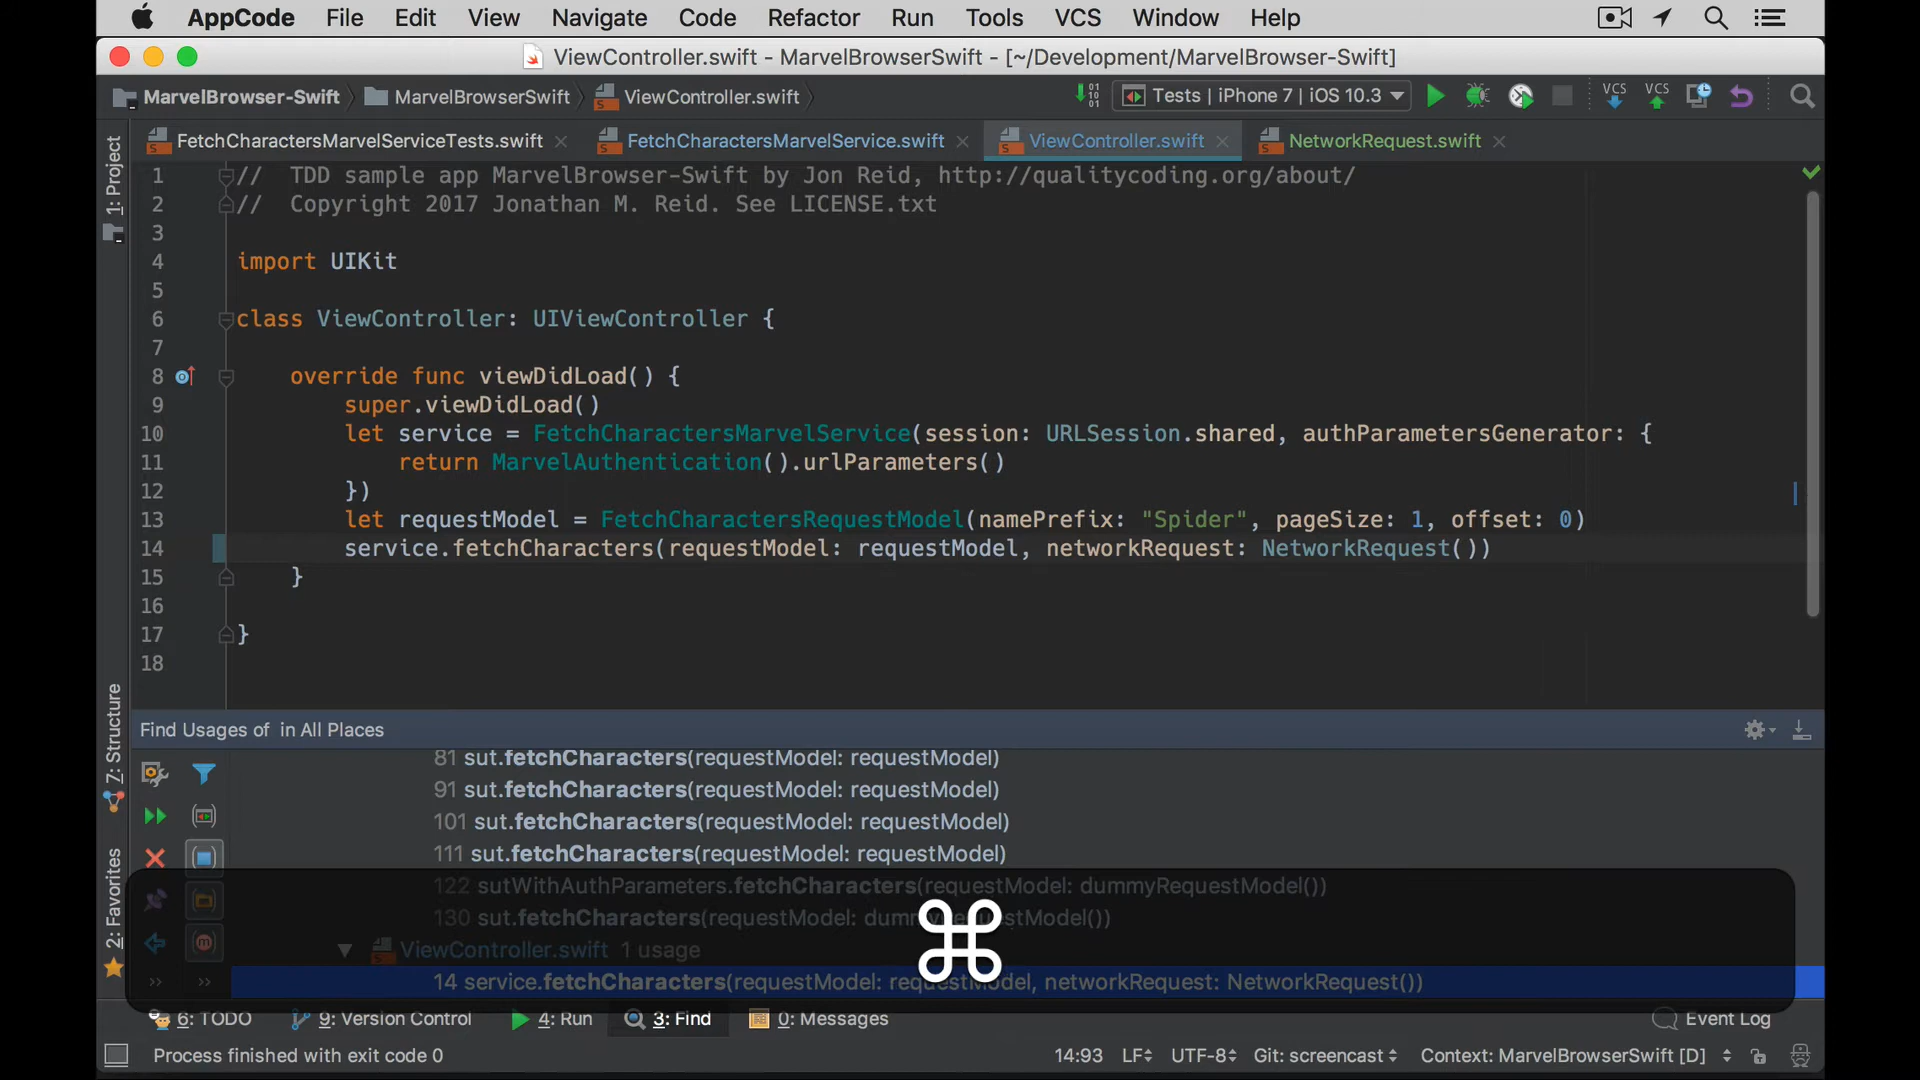 AppCode File Edit View Navigate Code Refactor Run Tools VCS Window Help
ViewController.swift - MarvelBrowserSwift - [~/Development/MarvelBrowser-Swift]
MarvelBrowser-Swift MarvelBrowserSwift ViewController.swift Tests | iPhone 7 | iOS 10.3 VCS VCS
FetchCharactersMarvelServiceTests.swift FetchCharactersMarvelService.swift ViewController.swift NetworkRequest.swift
1: Project
7: Structure
2: Favorites
1 // TDD sample app MarvelBrowser-Swift by Jon Reid, http://qualitycoding.org/about/
2 // Copyright 2017 Jonathan M. Reid. See LICENSE.txt
3
4 import UIKit
5
6 class ViewController: UIViewController {
7
8 override func viewDidLoad() {
9 super.viewDidLoad()
10 let service = FetchCharactersMarvelService(session: URLSession.shared, authParametersGenerator: {
11 return MarvelAuthentication().urlParameters()
12 })
13 let requestModel = FetchCharactersRequestModel(namePrefix: "Spider", pageSize: 1, offset: 0)
14 service.fetchCharacters(requestModel: requestModel, networkRequest: NetworkRequest())
15 }
16
17 }
18
Find Usages of in All Places
81 sut.fetchCharacters(requestModel: requestModel)
91 sut.fetchCharacters(requestModel: requestModel)
101 sut.fetchCharacters(requestModel: requestModel)
111 sut.fetchCharacters(requestModel: requestModel)
122 sutWithAuthParameters.fetchCharacters(requestModel: dummyRequestModel())
130 sut.fetchCharacters(requestModel: dummyRequestModel())
ViewController.swift 1 usage
14 service.fetchCharacters(requestModel: requestModel, networkRequest: NetworkRequest())
⌘
6: TODO 9: Version Control 4: Run 3: Find 0: Messages Event Log
Process finished with exit code 0 14:93 LF UTF-8 Git: screencast Context: MarvelBrowserSwift [D]